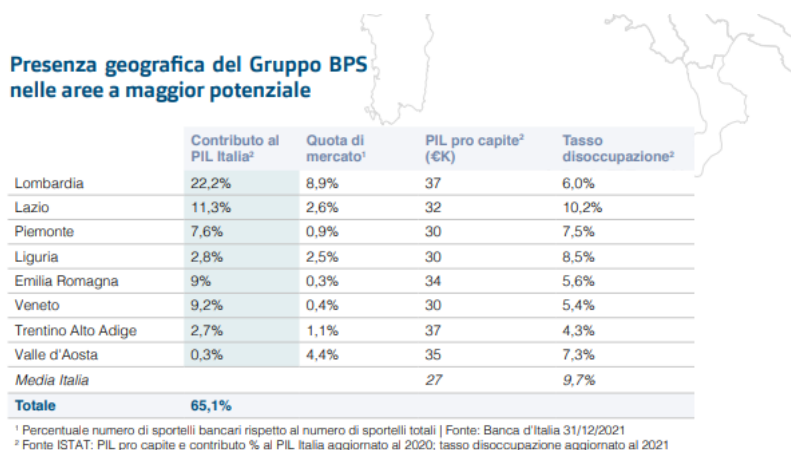 Presenza geografica del Gruppo BPS
nelle aree a maggior potenziale
Contributo al PIL Italia² Quota di mercato¹ PIL pro capite² (€K) Tasso disoccupazione²
Lombardia 22,2% 8,9% 37 6,0%
Lazio 11,3% 2,6% 32 10,2%
Piemonte 7,6% 0,9% 30 7,5%
Liguria 2,8% 2,5% 30 8,5%
Emilia Romagna 9% 0,3% 34 5,6%
Veneto 9,2% 0,4% 30 5,4%
Trentino Alto Adige 2,7% 1,1% 37 4,3%
Valle d'Aosta 0,3% 4,4% 35 7,3%
Media Italia 27 9,7%
Totale 65,1%
¹ Percentuale numero di sportelli bancari rispetto al numero di sportelli totali | Fonte: Banca d'Italia 31/12/2021
² Fonte ISTAT: PIL pro capite e contributo % al PIL Italia aggiornato al 2020; tasso disoccupazione aggiornato al 2021